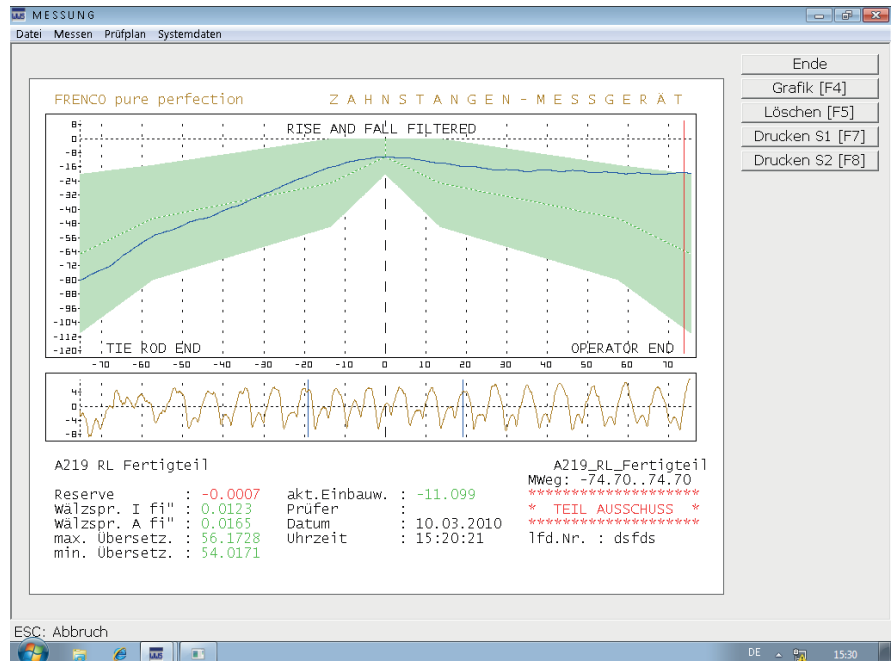 MESSUNG
Datei Messen Prüfplan Systemdaten
Ende
Grafik [F4]
Löschen [F5]
Drucken S1 [F7]
Drucken S2 [F8]
FRENCO pure perfection ZAHNSTANGEN-MESSGERÄT
RISE AND FALL FILTERED
8
0
-8
-16
-24
-32
-40
-48
-56
-64
-72
-80
-88
-96
-104
-112
-120
TIE ROD END OPERATOR END
-70 -60 -50 -40 -30 -20 -10 0 10 20 30 40 50 60 70
4
0
-4
-8
A219 RL Fertigteil A219_RL_Fertigteil
MWeg: -74.70..74.70
Reserve : -0.0007 akt.Einbauw. : -11.099 ********************
Wälzspr. I fi" : 0.0123 Prüfer : * TEIL AUSSCHUSS *
Wälzspr. A fi" : 0.0165 Datum : 10.03.2010 ********************
max. Übersetz. : 56.1728 Uhrzeit : 15:20:21 lfd.Nr. : dsfds
min. Übersetz. : 54.0171
ESC: Abbruch
DE 15:30